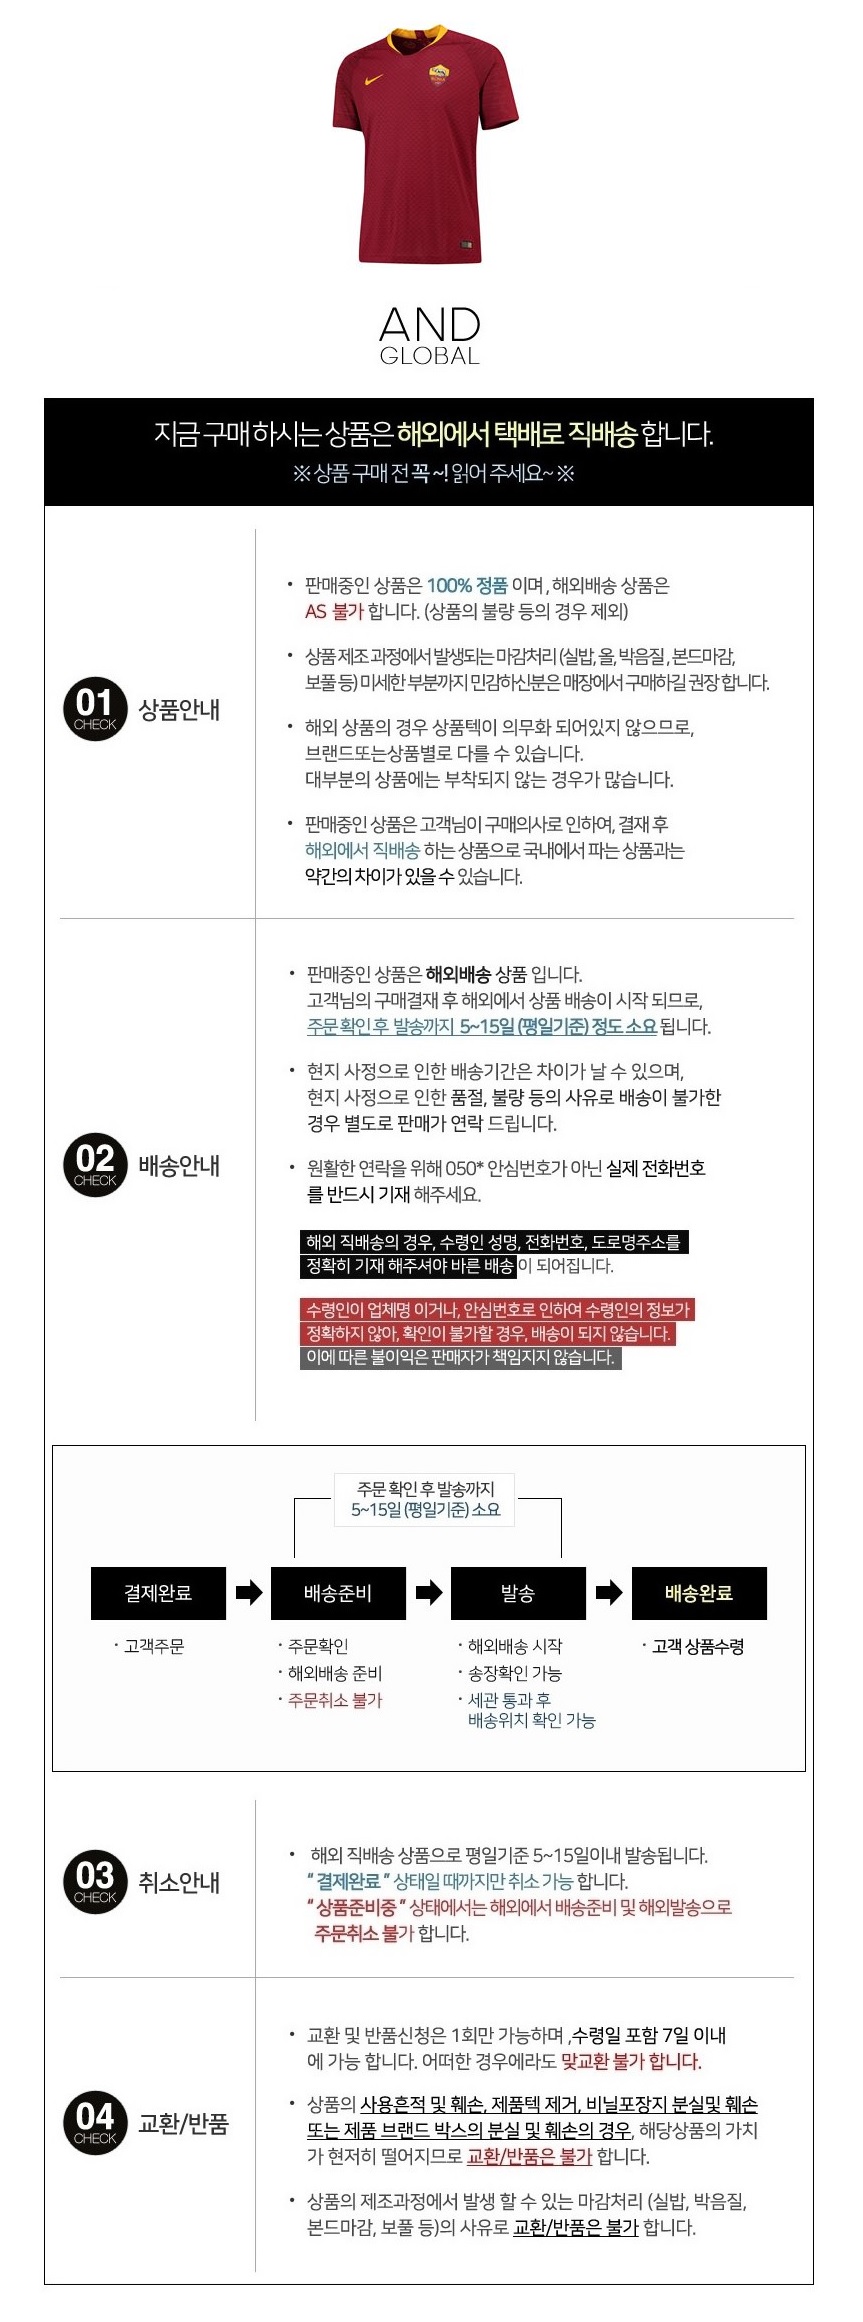 ROMA
AND
GLOBAL
지금 구매 하시는 상품은 해외에서 택배로 직배송 합니다.
※ 상품 구매 전 꼭 ~! 읽어 주세요~ ※
01
CHECK
상품안내
• 판매중인 상품은 100% 정품 이며, 해외배송 상품은
AS 불가 합니다. (상품의 불량 등의 경우 제외)
• 상품 제조 과정에서 발생되는 마감처리 (실밥, 올, 박음질, 본드마감,
보풀 등) 미세한 부분까지 민감하신분은 매장에서 구매하길 권장 합니다.
• 해외 상품의 경우 상품텍이 의무화 되어있지 않으므로,
브랜드또는상품별로 다를 수 있습니다.
대부분의 상품에는 부착되지 않는 경우가 많습니다.
• 판매중인 상품은 고객님이 구매의사로 인하여, 결재 후
해외에서 직배송 하는 상품으로 국내에서 파는 상품과는
약간의 차이가 있을 수 있습니다.
02
CHECK
배송안내
• 판매중인 상품은 해외배송 상품 입니다.
고객님의 구매결재 후 해외에서 상품 배송이 시작 되므로,
주문 확인 후 발송까지 5~15일 (평일기준) 정도 소요 됩니다.
• 현지 사정으로 인한 배송기간은 차이가 날 수 있으며,
현지 사정으로 인한 품절, 불량 등의 사유로 배송이 불가한
경우 별도로 판매가 연락 드립니다.
• 원활한 연락을 위해 050* 안심번호가 아닌 실제 전화번호
를 반드시 기재 해주세요.
해외 직배송의 경우, 수령인 성명, 전화번호, 도로명주소를
정확히 기재 해주셔야 바른 배송이 되어집니다.
수령인이 업체명 이거나, 안심번호로 인하여 수령인의 정보가
정확하지 않아, 확인이 불가할 경우, 배송이 되지 않습니다.
이에 따른 불이익은 판매자가 책임지지 않습니다.
주문 확인 후 발송까지
5~15일 (평일기준) 소요
결제완료
배송준비
발송
배송완료
· 고객주문
· 주문확인
· 해외배송 준비
· 주문취소 불가
· 해외배송 시작
· 송장확인 가능
· 세관 통과 후
배송위치 확인 가능
· 고객 상품수령
03
CHECK
취소안내
• 해외 직배송 상품으로 평일기준 5~15일이내 발송됩니다.
“ 결제완료 ” 상태일 때까지만 취소 가능 합니다.
“ 상품준비중 ” 상태에서는 해외에서 배송준비 및 해외발송으로
주문취소 불가 합니다.
04
CHECK
교환/반품
• 교환 및 반품신청은 1회만 가능하며 ,수령일 포함 7일 이내
에 가능 합니다. 어떠한 경우에라도 맞교환 불가 합니다.
• 상품의 사용흔적 및 훼손, 제품텍 제거, 비닐포장지 분실및 훼손
또는 제품 브랜드 박스의 분실 및 훼손의 경우, 해당상품의 가치
가 현저히 떨어지므로 교환/반품은 불가 합니다.
• 상품의 제조과정에서 발생 할 수 있는 마감처리 (실밥, 박음질,
본드마감, 보풀 등)의 사유로 교환/반품은 불가 합니다.